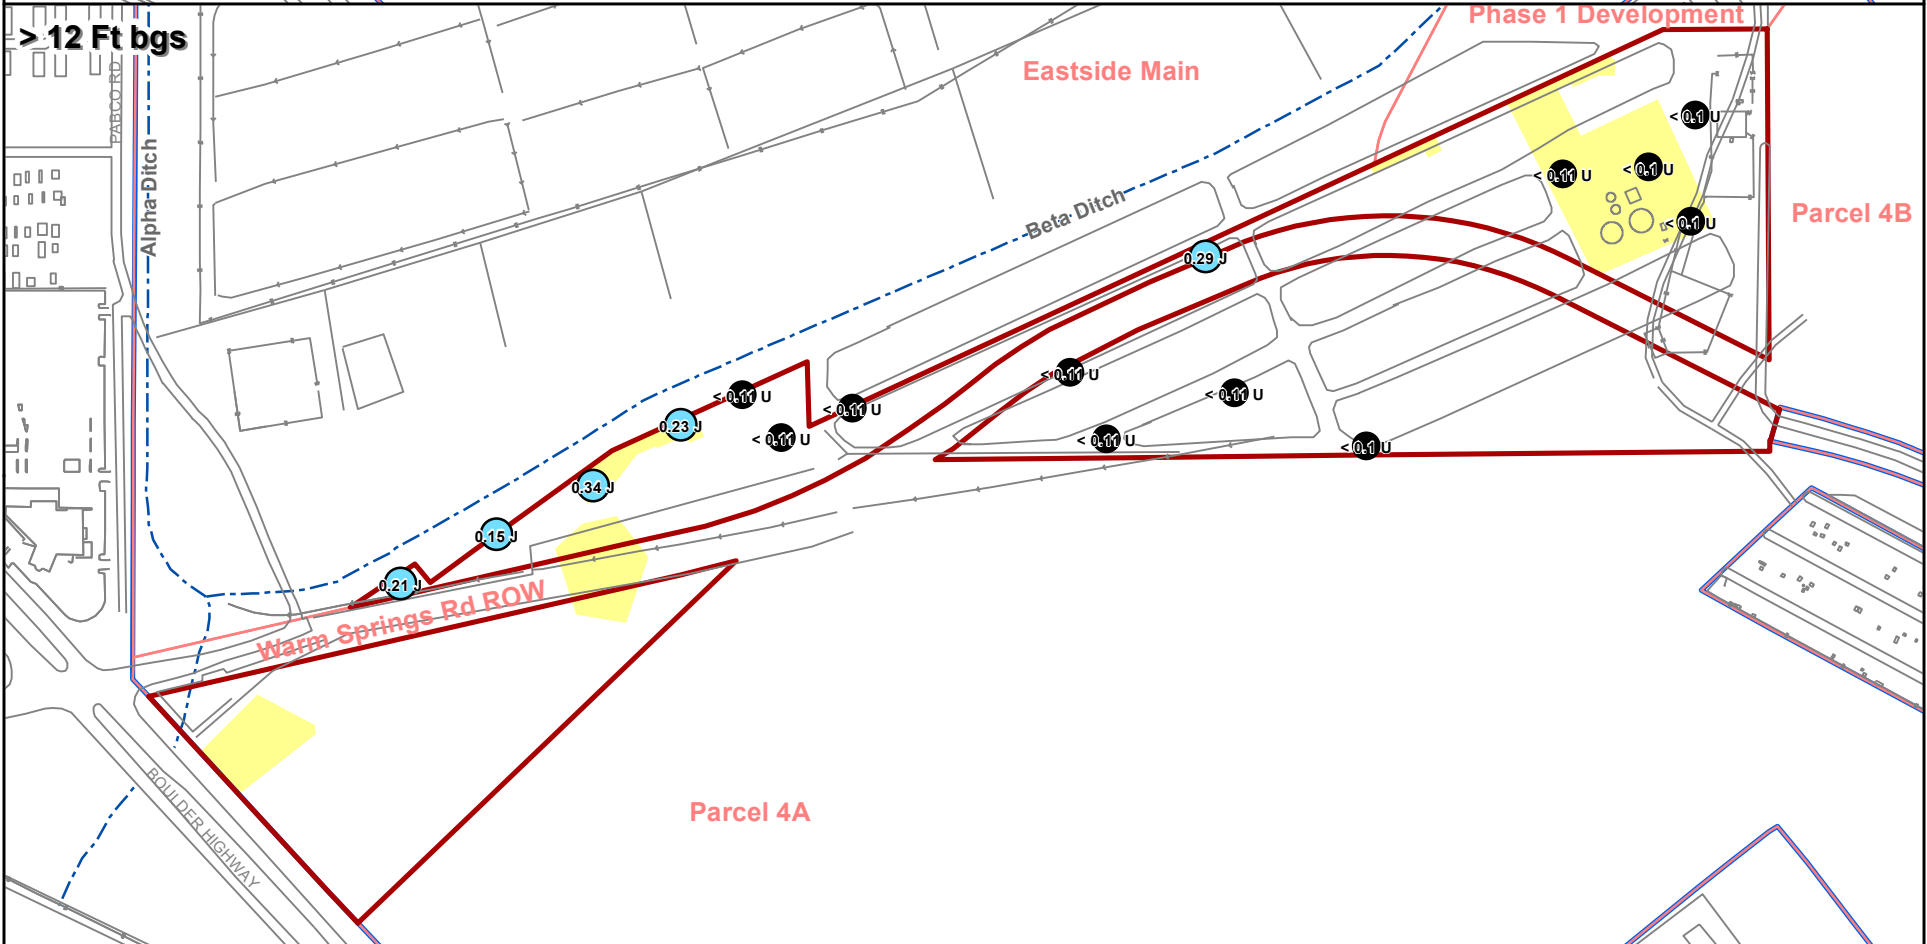 > 12 Ft bgs
Phase 1 Development
Eastside Main
PABCO RD
Alpha Ditch
Beta Ditch
Parcel 4B
< 0.1 U
< 0.11 U
< 0.1 U
< 0.1 U
0.29 J
< 0.11 U
< 0.11 U
< 0.11 U
< 0.11 U
0.23 J
< 0.11 U
< 0.11 U
< 0.1 U
0.34 J
0.15 J
0.21 J
Warm Springs Rd ROW
Parcel 4A
BOULDER HIGHWAY